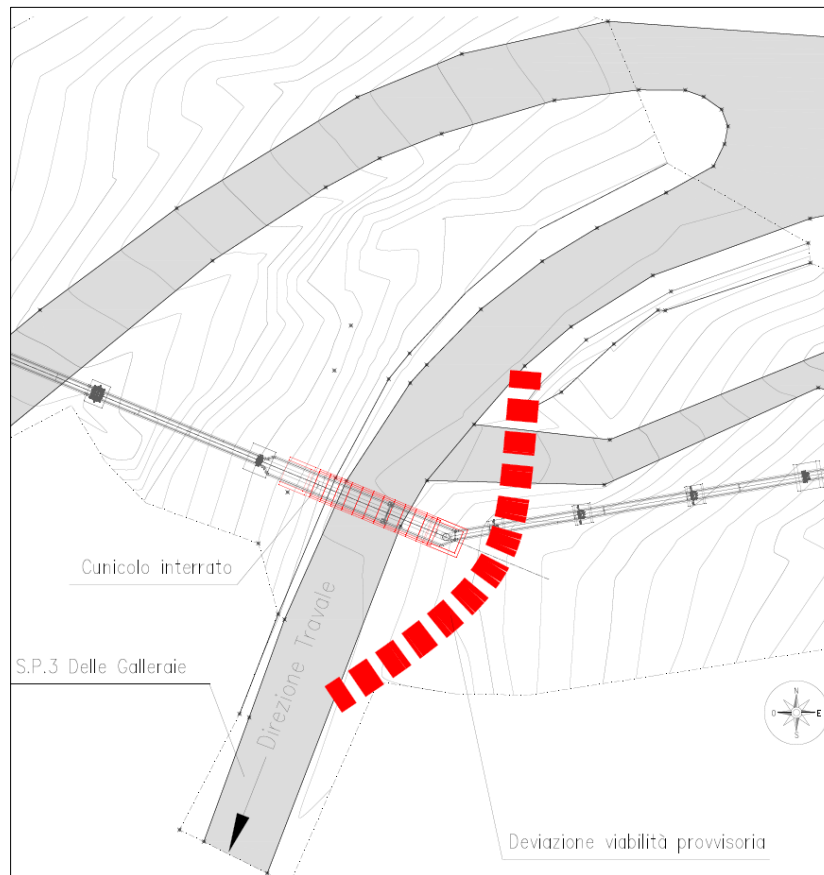 Cunicolo interrato
S.P.3 Delle Galleraie
Direzione Travale
N
O
E
S
Deviazione viabilità provvisoria